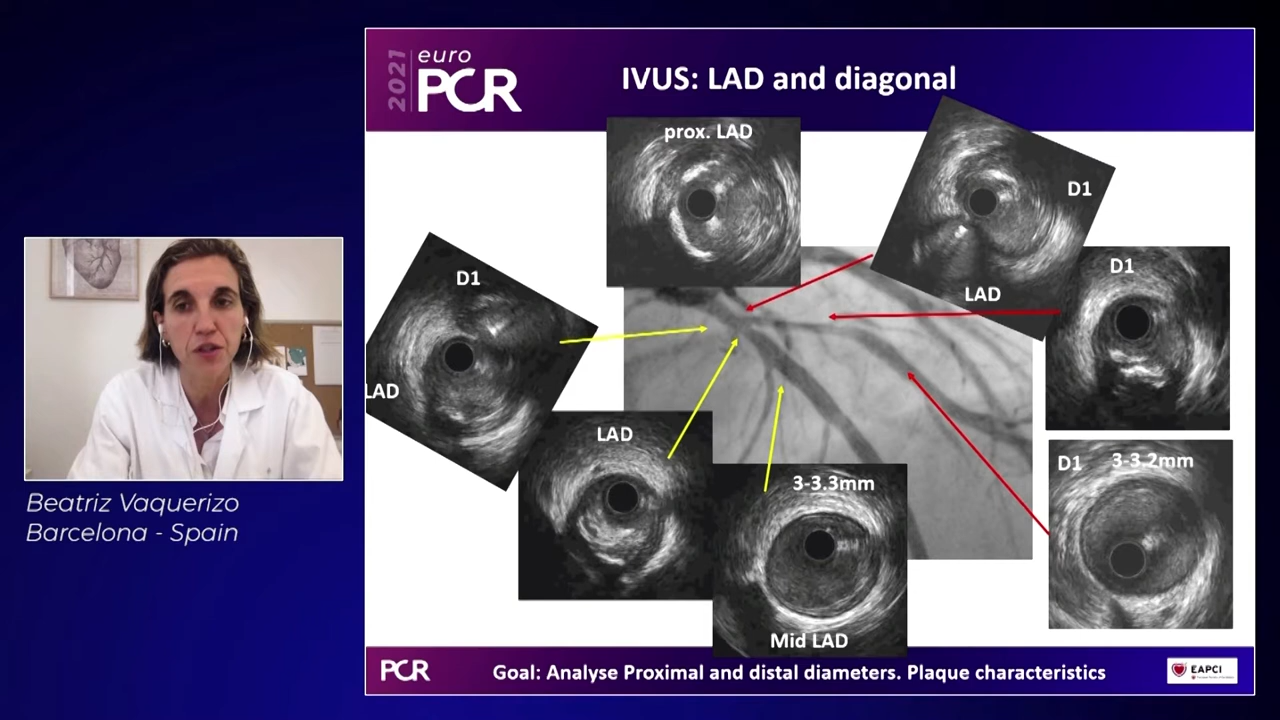 2021
euro
PCR
IVUS: LAD and diagonal
prox. LAD
D1
LAD
D1
LAD
D1
LAD
3-3.3mm
Mid LAD
D1 3-3.2mm
Beatriz Vaquerizo
Barcelona - Spain
PCR
Goal: Analyse Proximal and distal diameters. Plaque characteristics
EAPCI